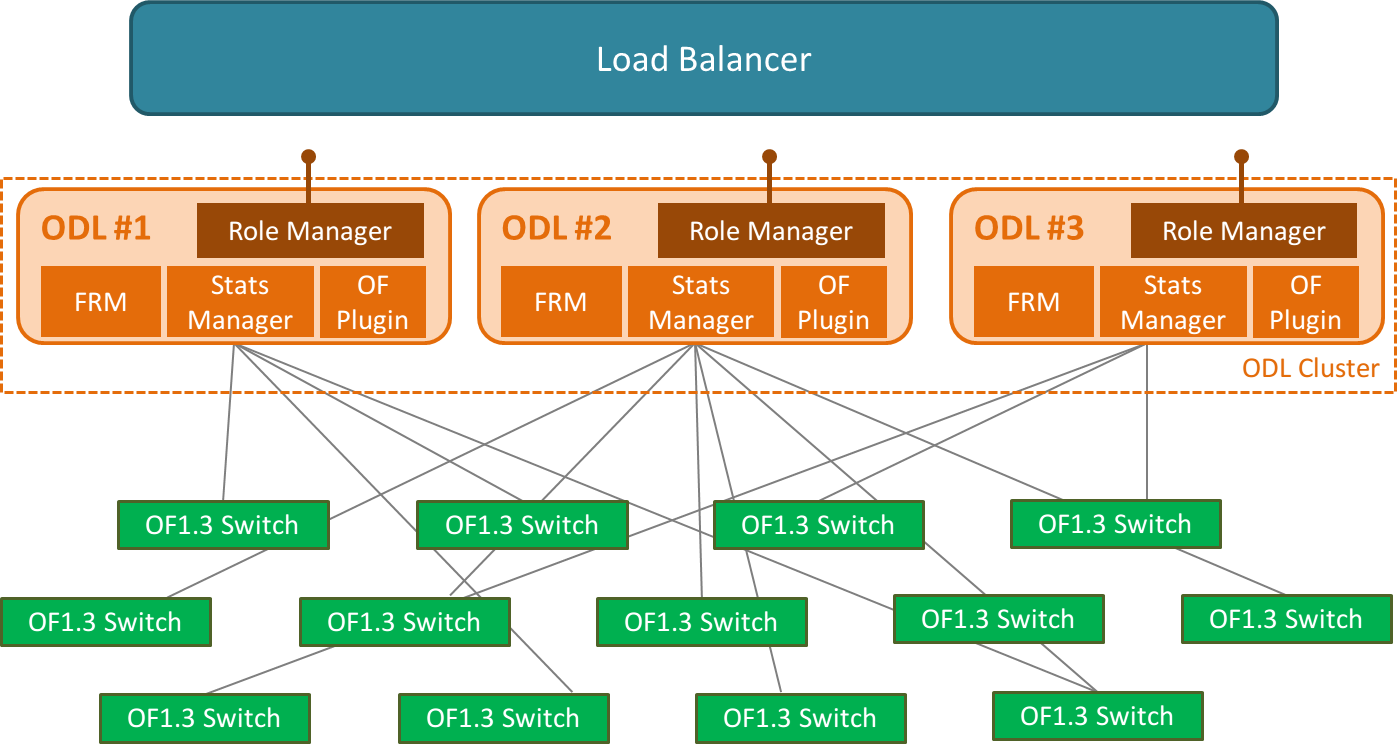 Load Balancer
ODL #1
Role Manager
FRM
Stats
Manager
OF
Plugin
ODL #2
Role Manager
FRM
Stats
Manager
OF
Plugin
ODL #3
Role Manager
FRM
Stats
Manager
OF
Plugin
ODL Cluster
OF1.3 Switch
OF1.3 Switch
OF1.3 Switch
OF1.3 Switch
OF1.3 Switch
OF1.3 Switch
OF1.3 Switch
OF1.3 Switch
OF1.3 Switch
OF1.3 Switch
OF1.3 Switch
OF1.3 Switch
OF1.3 Switch